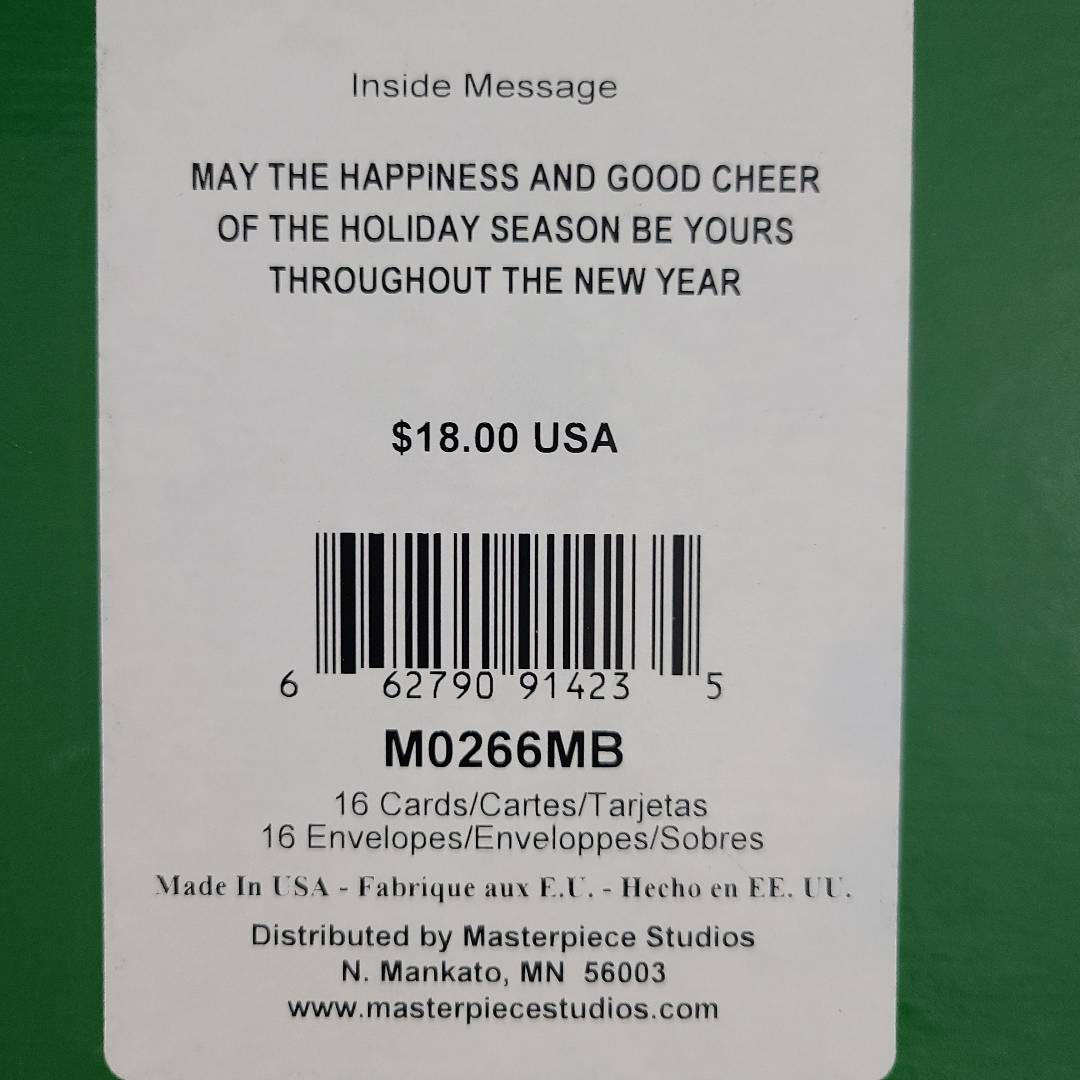 Inside Message
MAY THE HAPPINESS AND GOOD CHEER
OF THE HOLIDAY SEASON BE YOURS
THROUGHOUT THE NEW YEAR
$18.00 USA
6 62790 91423 5
M0266MB
16 Cards/Cartes/Tarjetas
16 Envelopes/Enveloppes/Sobres
Made In USA - Fabrique aux E.U. - Hecho en EE. UU.
Distributed by Masterpiece Studios
N. Mankato, MN 56003
www.masterpiecestudios.com